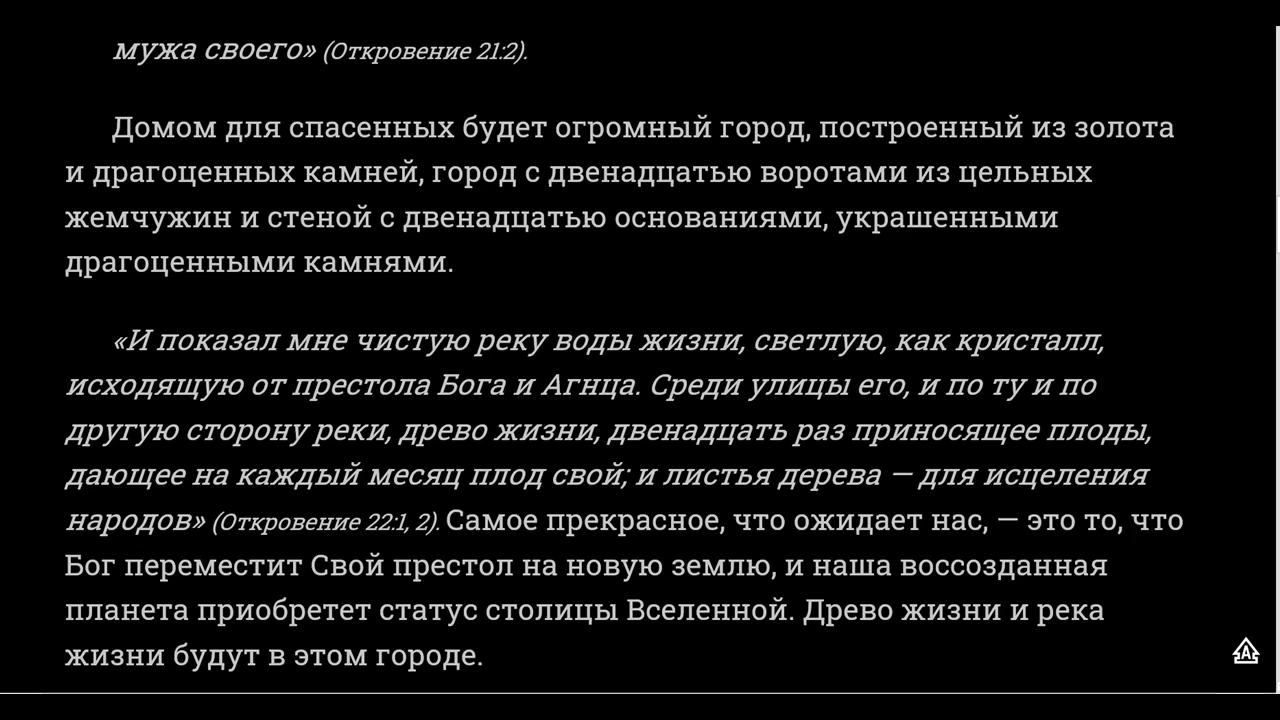 мужа своего» (Откровение 21:2).
Домом для спасенных будет огромный город, построенный из золота
и драгоценных камней, город с двенадцатью воротами из цельных
жемчужин и стеной с двенадцатью основаниями, украшенными
драгоценными камнями.
«И показал мне чистую реку воды жизни, светлую, как кристалл,
исходящую от престола Бога и Агнца. Среди улицы его, и по ту и по
другую сторону реки, древо жизни, двенадцать раз приносящее плоды,
дающее на каждый месяц плод свой; и листья дерева — для исцеления
народов» (Откровение 22:1, 2). Самое прекрасное, что ожидает нас, — это то, что
Бог переместит Свой престол на новую землю, и наша воссозданная
планета приобретет статус столицы Вселенной. Древо жизни и река
жизни будут в этом городе.
A